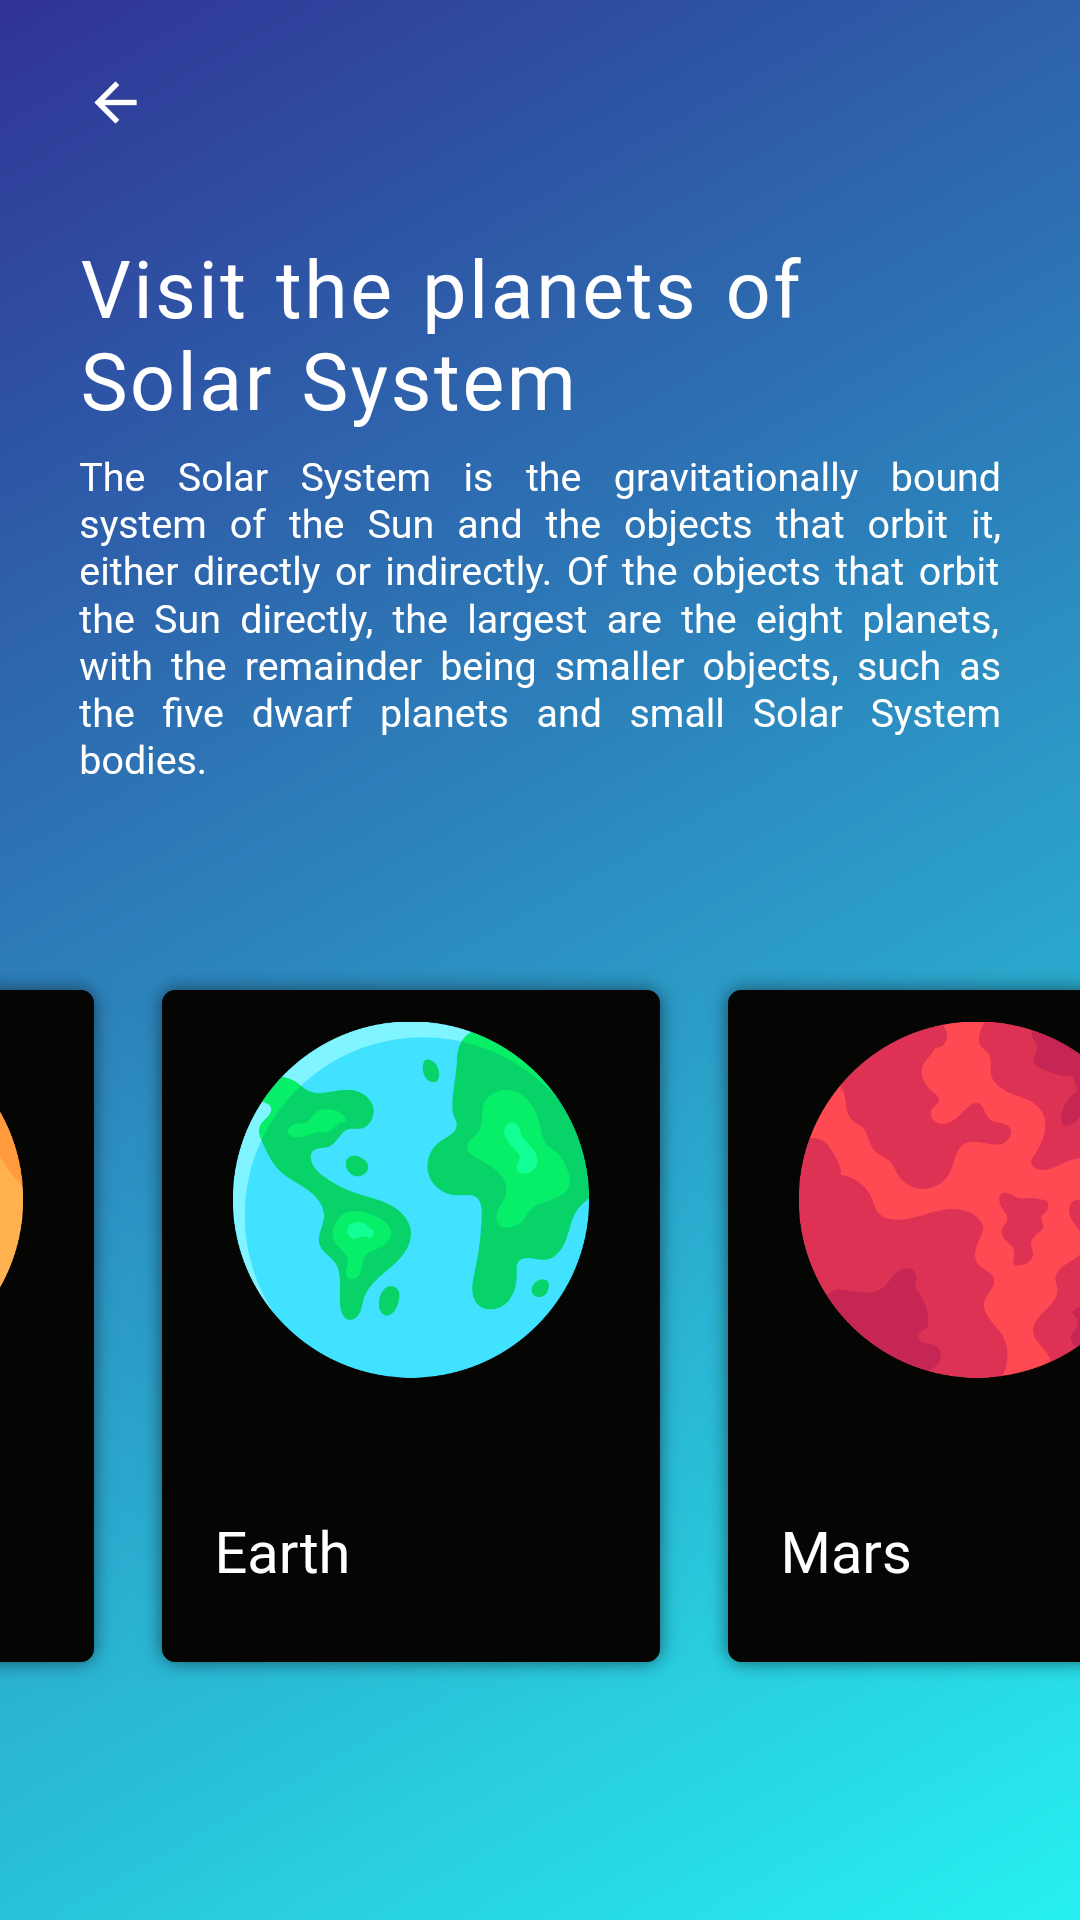 Visit the planets of
Solar System
The Solar System is the gravitationally bound
system of the Sun and the objects that orbit it,
either directly or indirectly. Of the objects that orbit
the Sun directly, the largest are the eight planets,
with the remainder being smaller objects, such as
the five dwarf planets and small Solar System
bodies.
Earth
Mars